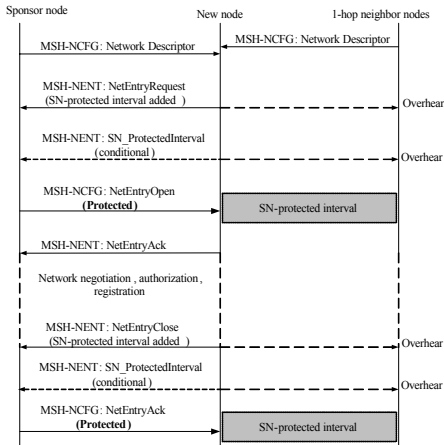 Sponsor node
New node
1-hop neighbor nodes
MSH-NCFG: Network Descriptor
MSH-NCFG: Network Descriptor
MSH-NENT: NetEntryRequest
(SN-protected interval added )
Overhear
MSH-NENT: SN_ProtectedInterval
(conditional )
Overhear
MSH-NCFG: NetEntryOpen
(Protected)
SN-protected interval
MSH-NENT: NetEntryAck
Network negotiation , authorization ,
registration
MSH-NENT: NetEntryClose
(SN-protected interval added )
Overhear
MSH-NENT: SN_ProtectedInterval
(conditional )
Overhear
MSH-NCFG: NetEntryAck
(Protected)
SN-protected interval